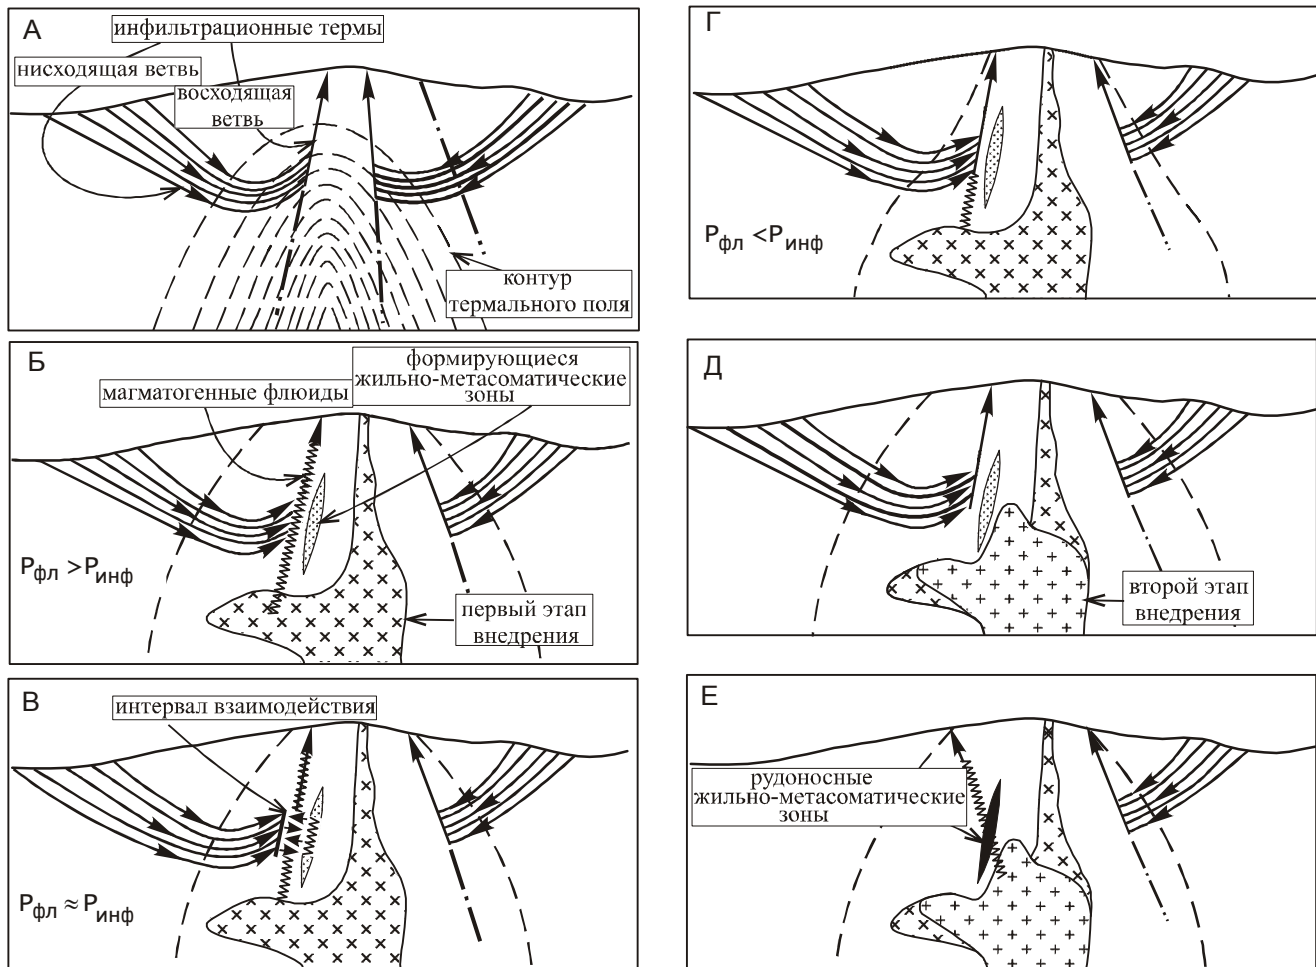 А
инфильтрационные термы
нисходящая ветвь
восходящая
ветвь
контур
термального поля
Б
формирующиеся
жильно-метасоматические
зоны
магматогенные флюиды
Pфл >Pинф
первый этап
внедрения
В
интервал взаимодействия
Pфл ≈ Pинф
Г
Pфл <Pинф
Д
второй этап
внедрения
Е
рудоносные
жильно-метасоматические
зоны